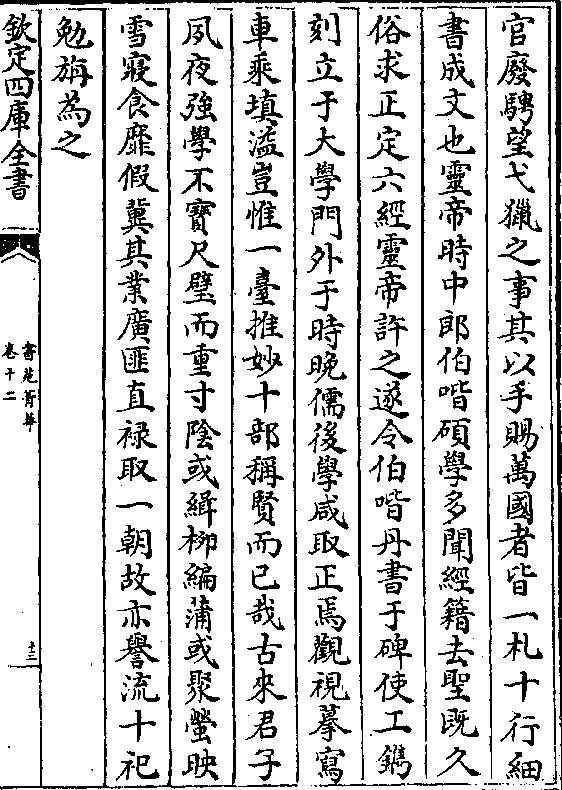 官廢騁望弋獵之事其以手賜萬國者皆一札十行細
書成文也靈帝時中郎伯喈碩學多聞經籍去聖既久
俗求正定六經靈帝許之遂令伯喈丹書于碑使工鐫
刻立于大學門外于時晚儒後學咸取正焉觀視摹寫
車乘填溢豈惟一臺推妙十部稱賢而已哉古來君子
夙夜強學不寶尺璧而重寸陰或緝柳編蒲或聚螢映
雪寢食靡假冀其業廣匪直祿取一朝故亦譽流十祀
勉旃為之
欽定四庫全書
書苑菁華
卷十二
十三